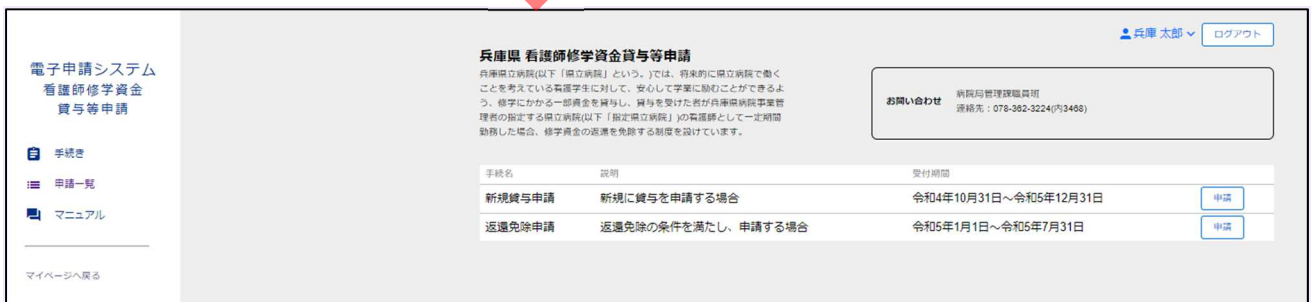 電子申請システム
看護師修学資金
貸与等申請
手続き
申請一覧
マニュアル
マイページへ戻る
兵庫 太郎
ログアウト
兵庫県 看護師修学資金貸与等申請
兵庫県立病院(以下「県立病院」という。)では、将来的に県立病院で働く
ことを考えている看護学生に対して、安心して学業に励むことができるよ
う、修学にかかる一部資金を貸与し、貸与を受けた者が兵庫県病院事業管
理者の指定する県立病院(以下「指定県立病院」)の看護師として一定期間
勤務した場合、修学資金の返還を免除する制度を設けています。
お問い合わせ
病院局管理課職員班
連絡先：078-362-3224(内3468)
手続名 説明 受付期間
新規貸与申請 新規に貸与を申請する場合 令和4年10月31日～令和5年12月31日 申請
返還免除申請 返還免除の条件を満たし、申請する場合 令和5年1月1日～令和5年7月31日 申請